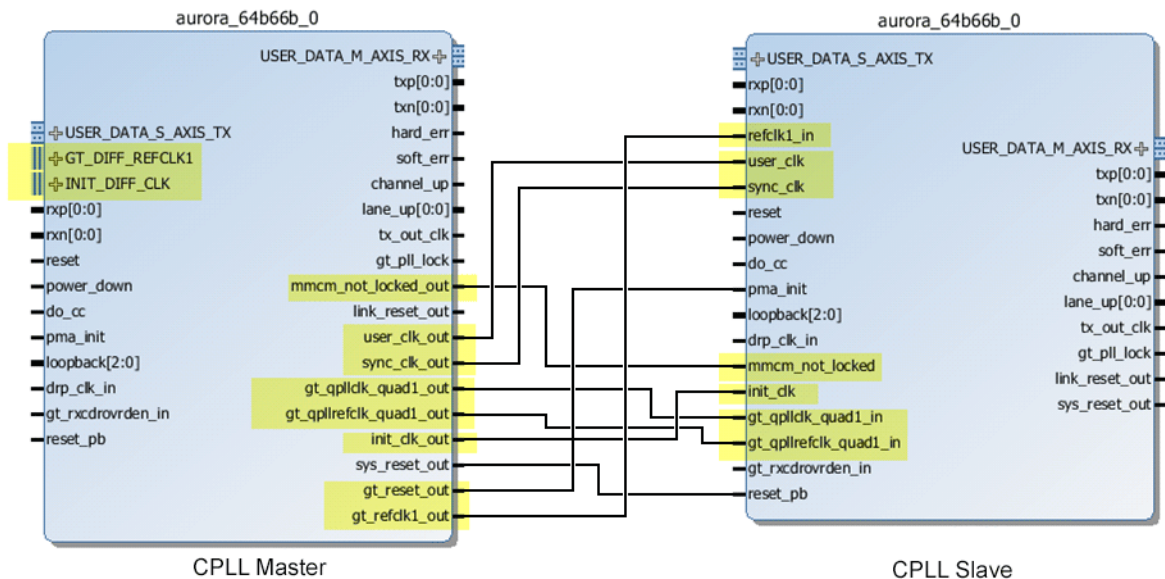 aurora_64b66b_0
USER_DATA_M_AXIS_RX
txp[0:0]
txn[0:0]
USER_DATA_S_AXIS_TX
hard_err
GT_DIFF_REFCLK1
soft_err
INIT_DIFF_CLK
channel_up
rxp[0:0]
lane_up[0:0]
rxn[0:0]
tx_out_clk
reset
gt_pll_lock
power_down
mmcm_not_locked_out
do_cc
link_reset_out
pma_init
user_clk_out
loopback[2:0]
sync_clk_out
drp_clk_in
gt_qpllclk_quad1_out
gt_rxcdrovrden_in
gt_qpllrefclk_quad1_out
reset_pb
init_clk_out
sys_reset_out
gt_reset_out
gt_refclk1_out
CPLL Master
aurora_64b66b_0
USER_DATA_S_AXIS_TX
rxp[0:0]
rxn[0:0]
refclk1_in
USER_DATA_M_AXIS_RX
user_clk
txp[0:0]
sync_clk
txn[0:0]
reset
hard_err
power_down
soft_err
do_cc
channel_up
pma_init
lane_up[0:0]
loopback[2:0]
tx_out_clk
drp_clk_in
gt_pll_lock
mmcm_not_locked
link_reset_out
init_clk
sys_reset_out
gt_qpllclk_quad1_in
gt_qpllrefclk_quad1_in
gt_rxcdrovrden_in
reset_pb
CPLL Slave